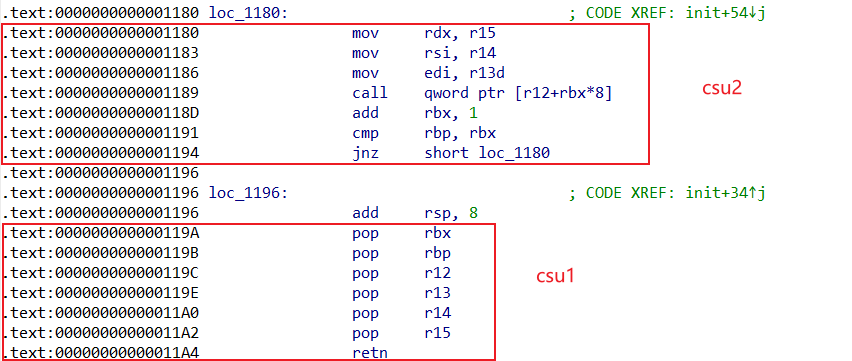 .text:0000000000001180 loc_1180: ; CODE XREF: init+54↓j
.text:0000000000001180 mov rdx, r15
.text:0000000000001183 mov rsi, r14
.text:0000000000001186 mov edi, r13d
.text:0000000000001189 call qword ptr [r12+rbx*8]
.text:000000000000118D add rbx, 1
.text:0000000000001191 cmp rbp, rbx
.text:0000000000001194 jnz short loc_1180
csu2
.text:0000000000001196
.text:0000000000001196 loc_1196: ; CODE XREF: init+34↑j
.text:0000000000001196 add rsp, 8
.text:000000000000119A pop rbx
.text:000000000000119B pop rbp
.text:000000000000119C pop r12
.text:000000000000119E pop r13
.text:00000000000011A0 pop r14
.text:00000000000011A2 pop r15
.text:00000000000011A4 retn
csu1